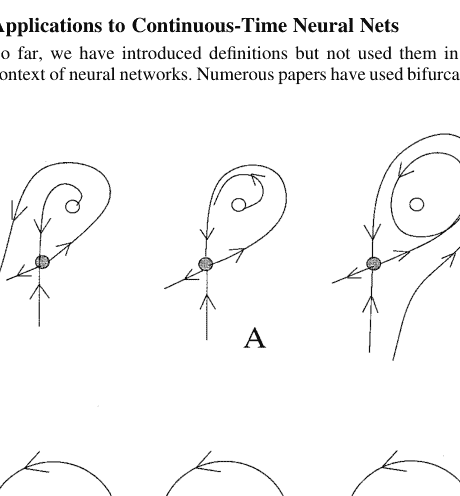 Applications to Continuous-Time Neural Nets
o far, we have introduced definitions but not used them in
ontext of neural networks. Numerous papers have used bifurca
A